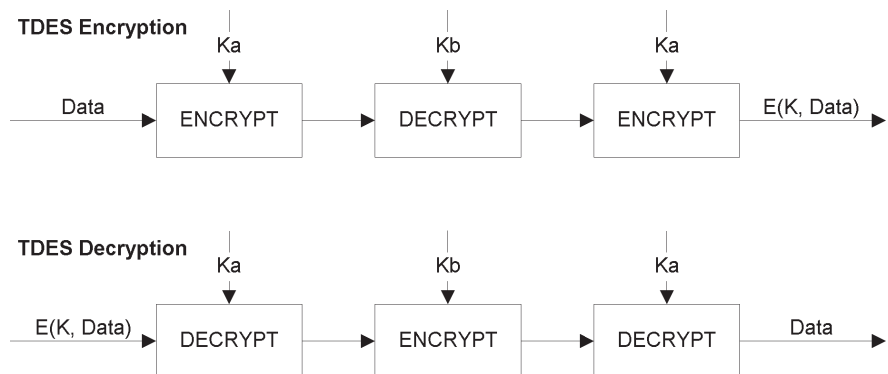 TDES Encryption
Ka
Kb
Ka
Data
ENCRYPT
DECRYPT
ENCRYPT
E(K, Data)
TDES Decryption
Ka
Kb
Ka
E(K, Data)
DECRYPT
ENCRYPT
DECRYPT
Data